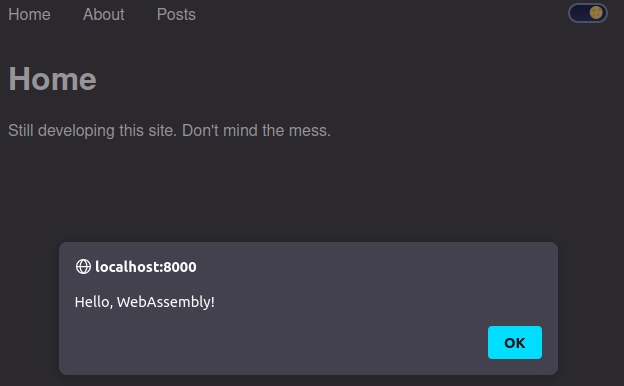 Home About Posts
Home
Still developing this site. Don't mind the mess.
localhost:8000
Hello, WebAssembly!
OK